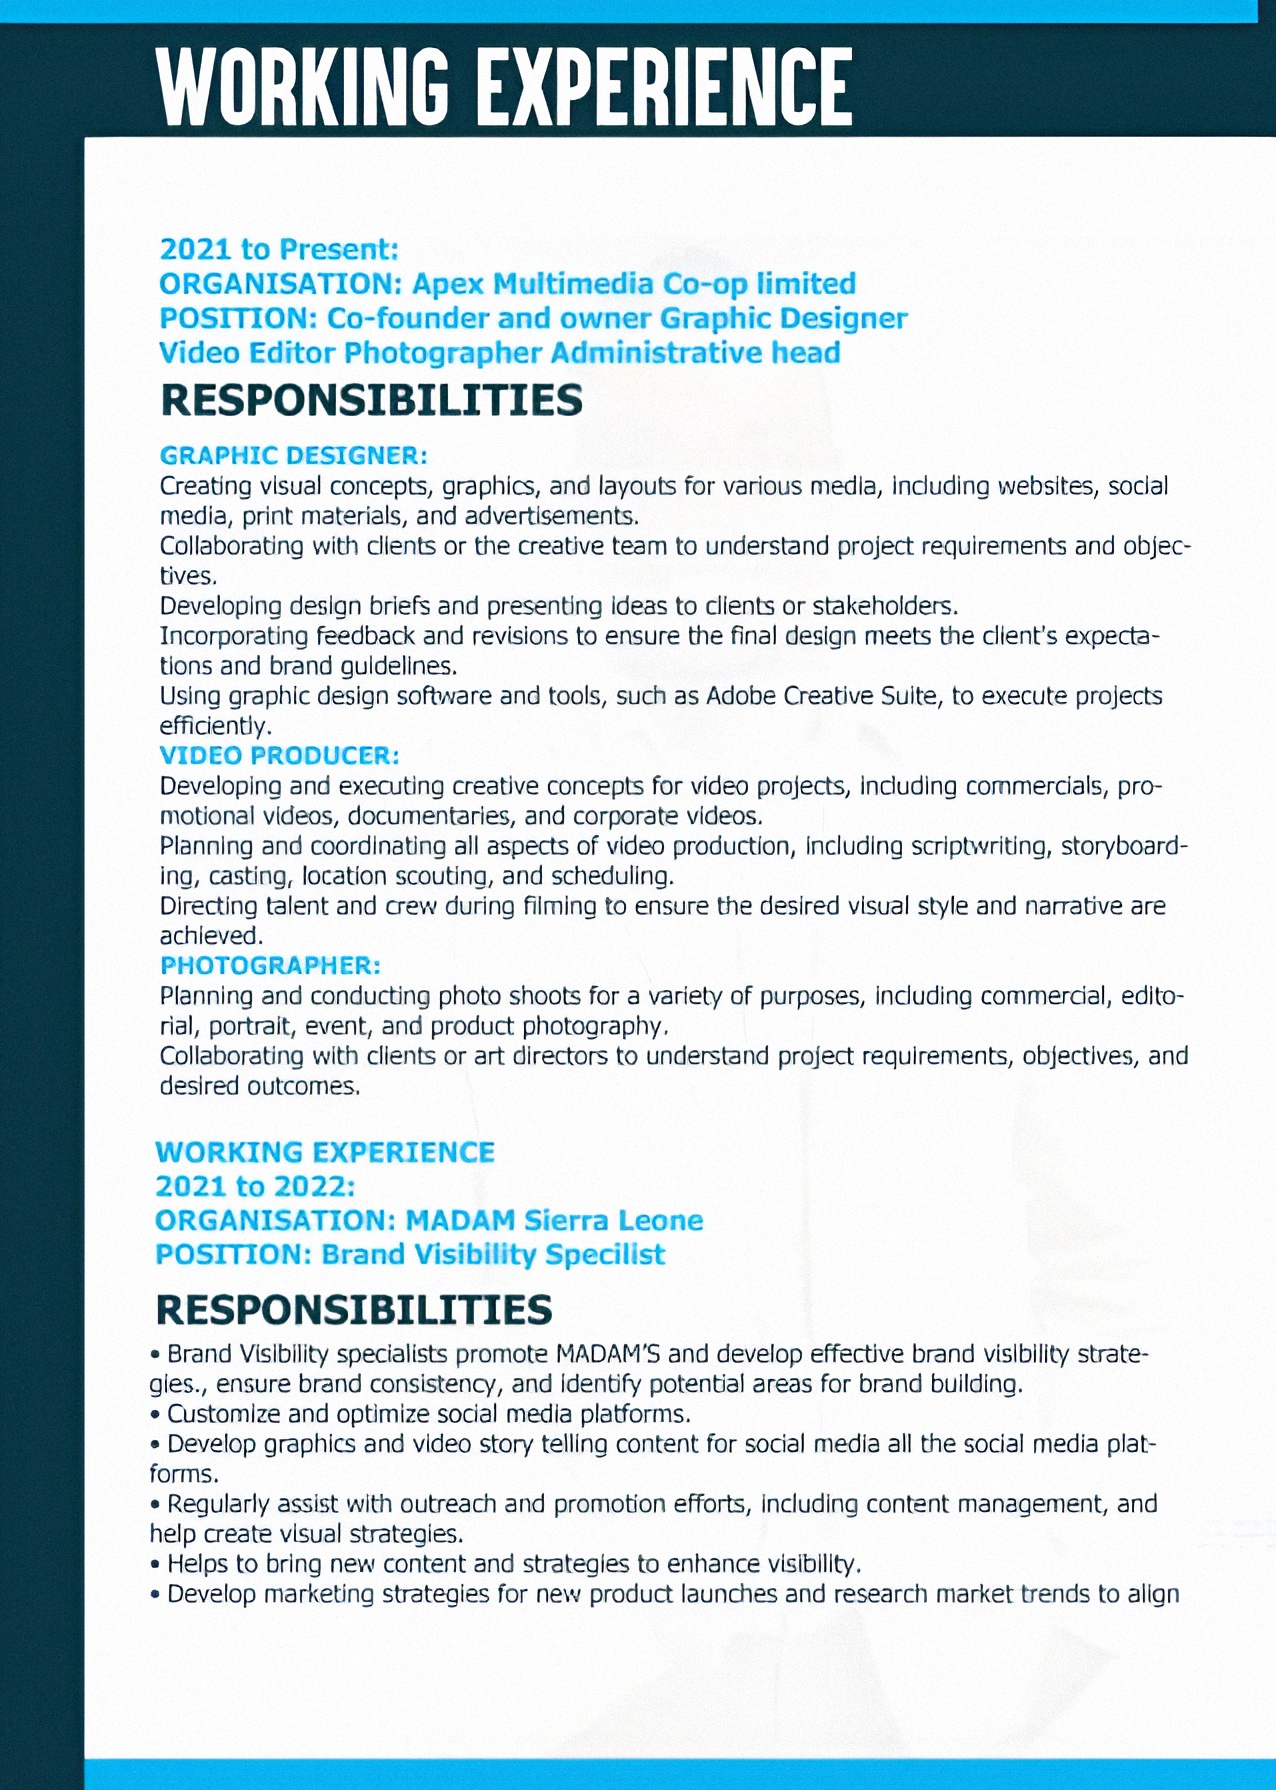 WORKING EXPERIENCE
2021 to Present:
ORGANISATION: Apex Multimedia Co-op limited
POSITION: Co-founder and owner Graphic Designer
Video Editor Photographer Administrative head
RESPONSIBILITIES
GRAPHIC DESIGNER:
Creating visual concepts, graphics, and layouts for various media, including websites, social
media, print materials, and advertisements.
Collaborating with clients or the creative team to understand project requirements and objec-
tives.
Developing design briefs and presenting ideas to clients or stakeholders.
Incorporating feedback and revisions to ensure the final design meets the client's expecta-
tions and brand guidelines.
Using graphic design software and tools, such as Adobe Creative Suite, to execute projects
efficiently.
VIDEO PRODUCER:
Developing and executing creative concepts for video projects, including commercials, pro-
motional videos, documentaries, and corporate videos.
Planning and coordinating all aspects of video production, including scriptwriting, storyboard-
ing, casting, location scouting, and scheduling.
Directing talent and crew during filming to ensure the desired visual style and narrative are
achieved.
PHOTOGRAPHER:
Planning and conducting photo shoots for a variety of purposes, including commercial, edito-
rial, portrait, event, and product photography.
Collaborating with clients or art directors to understand project requirements, objectives, and
desired outcomes.
WORKING EXPERIENCE
2021 to 2022:
ORGANISATION: MADAM Sierra Leone
POSITION: Brand Visibility Specilist
RESPONSIBILITIES
• Brand Visibility specialists promote MADAM'S and develop effective brand visibility strate-
gies., ensure brand consistency, and identify potential areas for brand building.
• Customize and optimize social media platforms.
• Develop graphics and video story telling content for social media all the social media plat-
forms.
• Regularly assist with outreach and promotion efforts, including content management, and
help create visual strategies.
• Helps to bring new content and strategies to enhance visibility.
• Develop marketing strategies for new product launches and research market trends to align